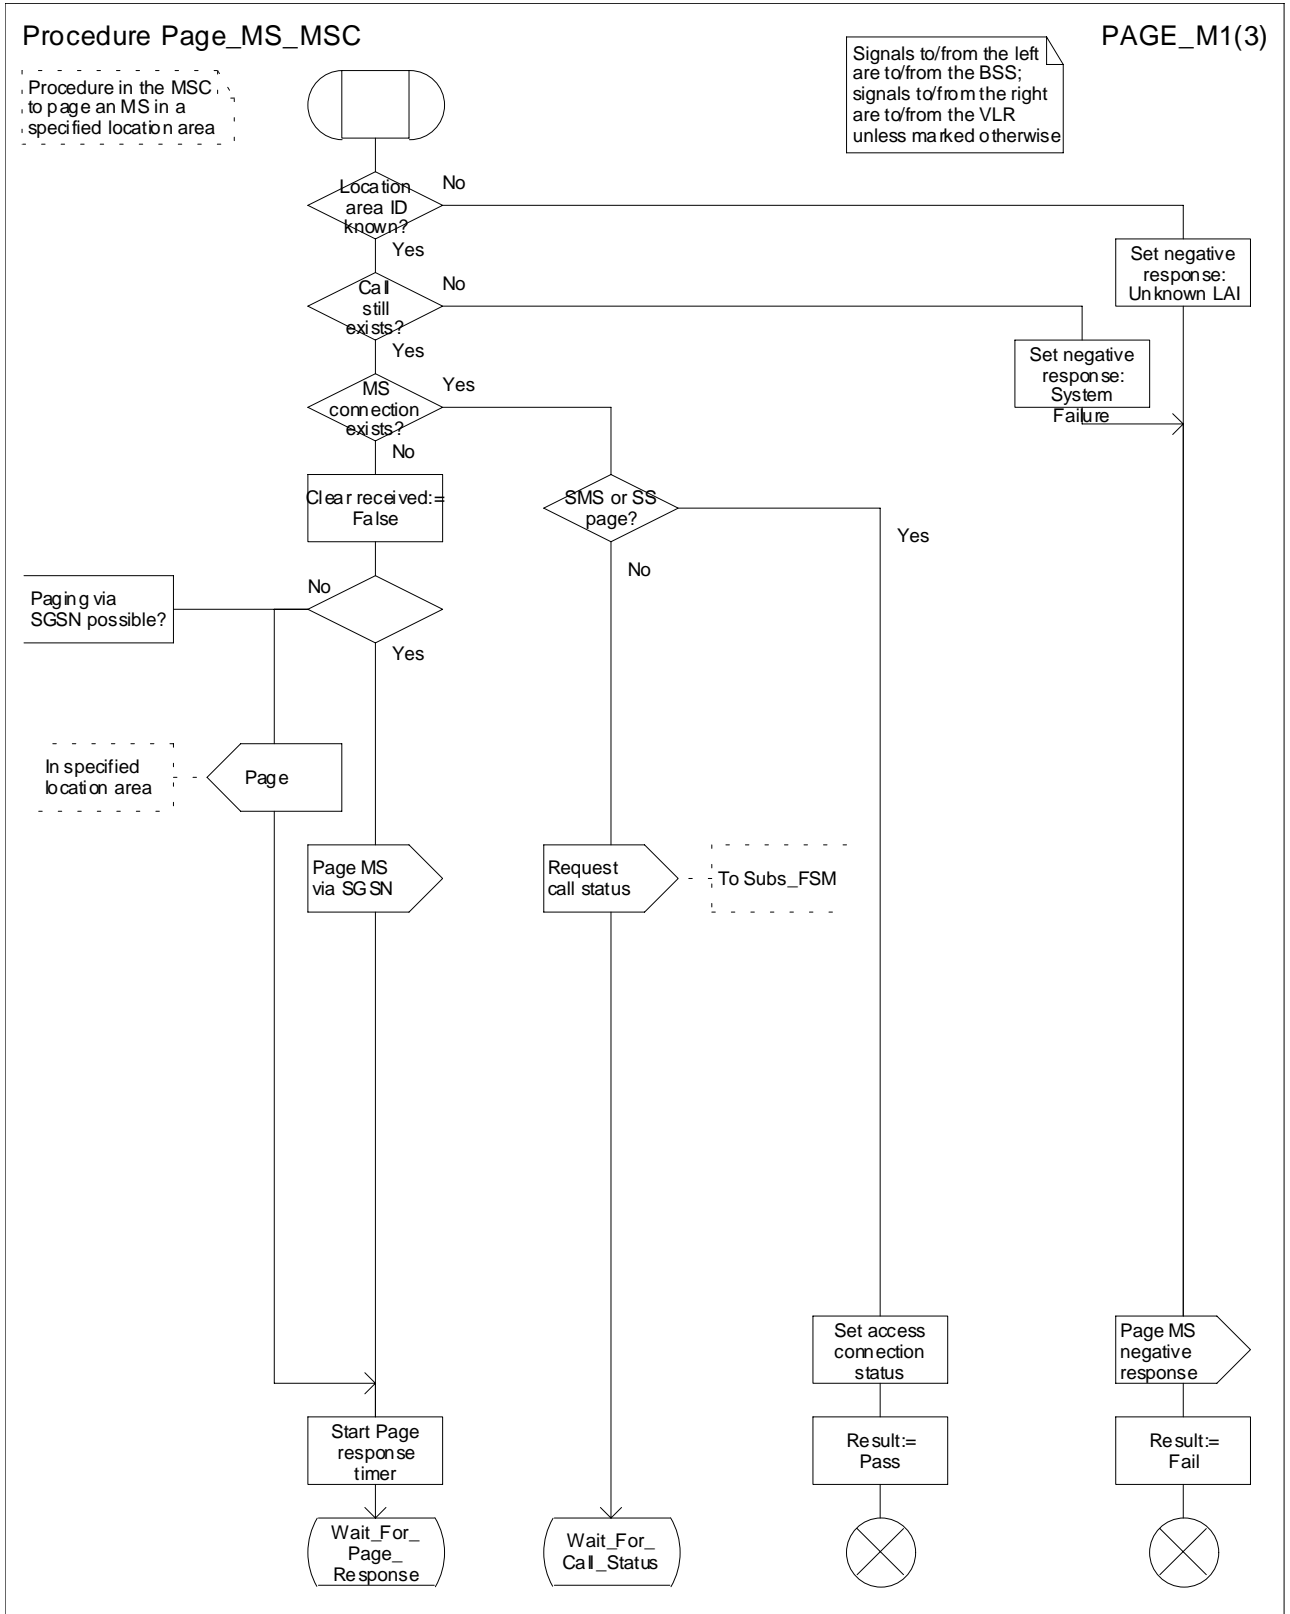 Procedure Page_MS_MSC
PAGE_M1(3)
Procedure in the MSC
to page an MS in a
specified location area
Signals to/from the left
are to/from the BSS;
signals to/from the right
are to/from the VLR
unless marked otherwise
Location
area ID
known?
No
Yes
Set negative
response:
Unknown LAI
Call
still
exists?
No
Yes
Set negative
response:
System
Failure
MS
connection
exists?
Yes
No
Clear received:=
False
SMS or SS
page?
Yes
No
Paging via
SGSN possible?
No
Yes
In specified
location area
Page
Page MS
via SGSN
Request
call status
To Subs_FSM
Set access
connection
status
Page MS
negative
response
Start Page
response
timer
Result:=
Pass
Result:=
Fail
Wait_For_
Page_
Response
Wait_For_
Call_Status